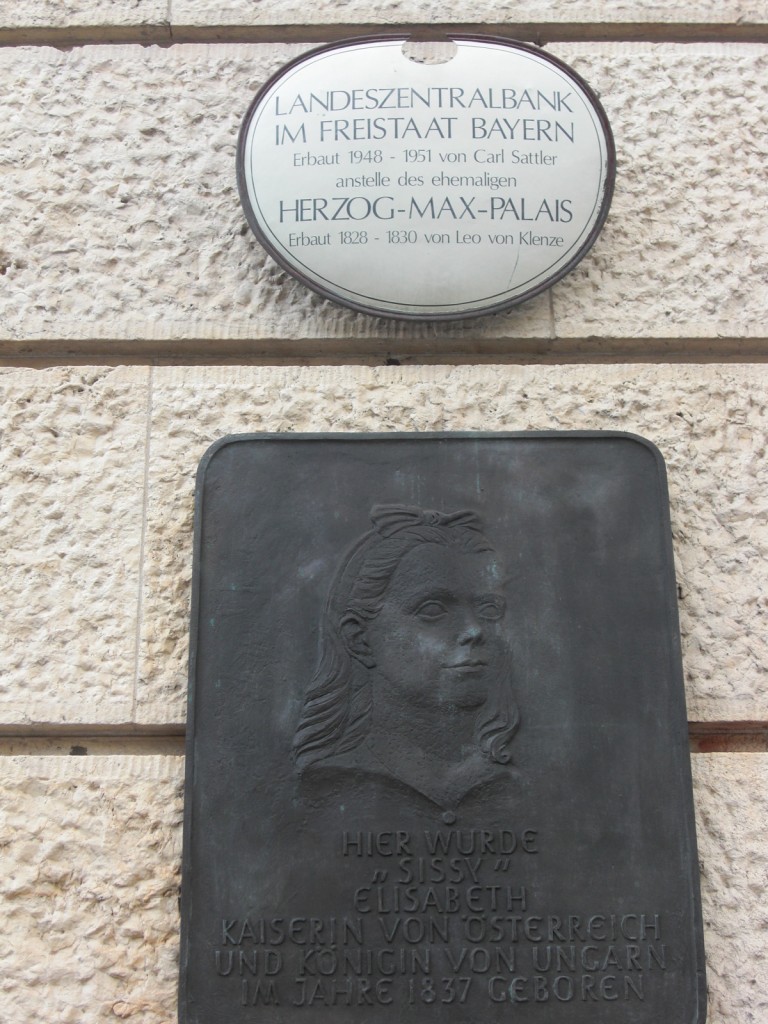 LANDESZENTRALBANK
IM FREISTAAT BAYERN
Erbaut 1948 - 1951 von Carl Sattler
anstelle des ehemaligen
HERZOG-MAX-PALAIS
Erbaut 1828 - 1830 von Leo von Klenze
HIER WURDE
„SISSY"
ELISABETH
KAISERIN VON ÖSTERREICH
UND KÖNIGIN VON UNGARN
IM JAHRE 1837 GEBOREN